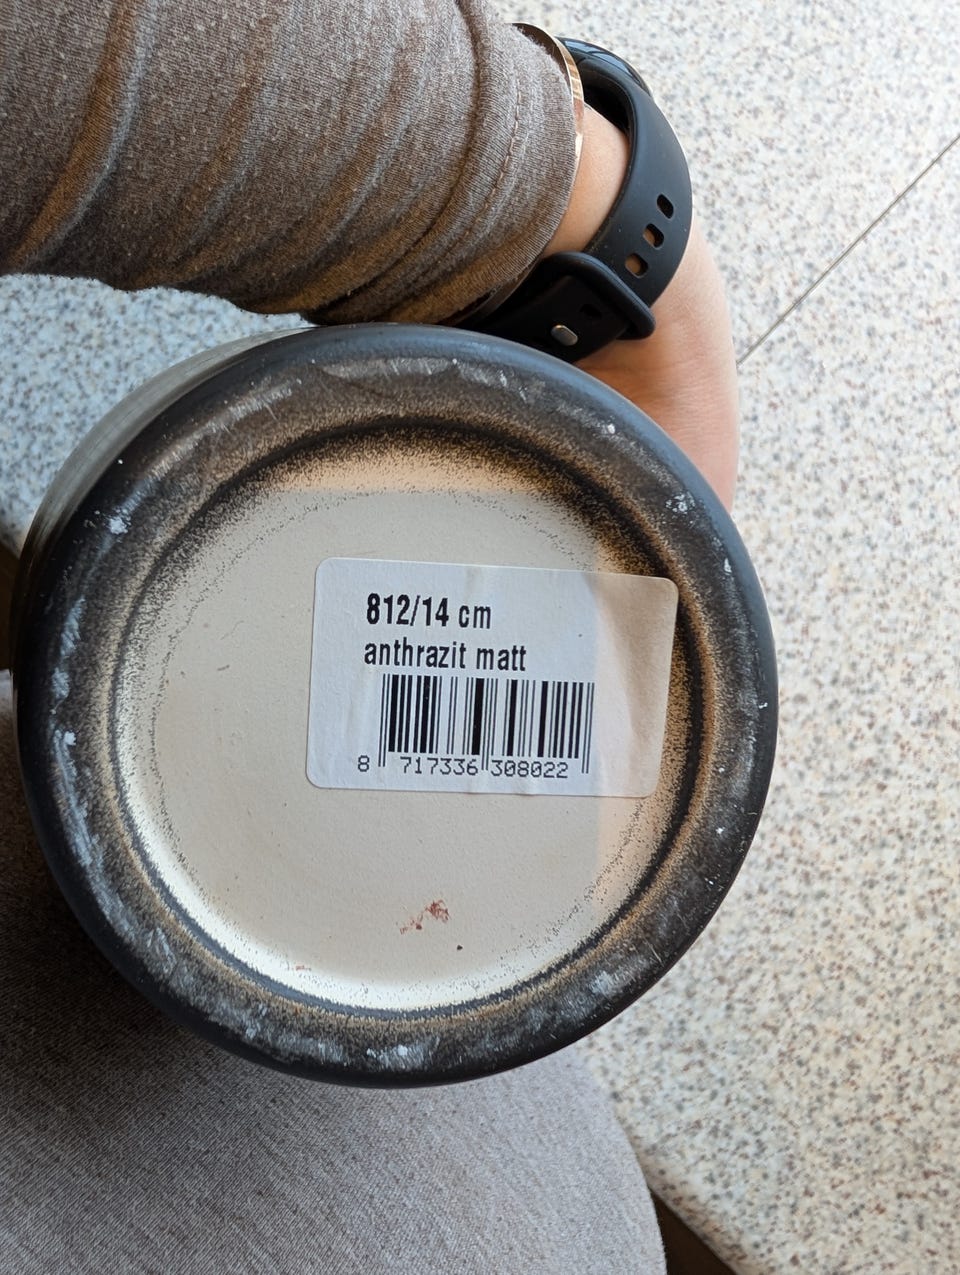 812/14 cm
anthrazit matt
8 717336 308022